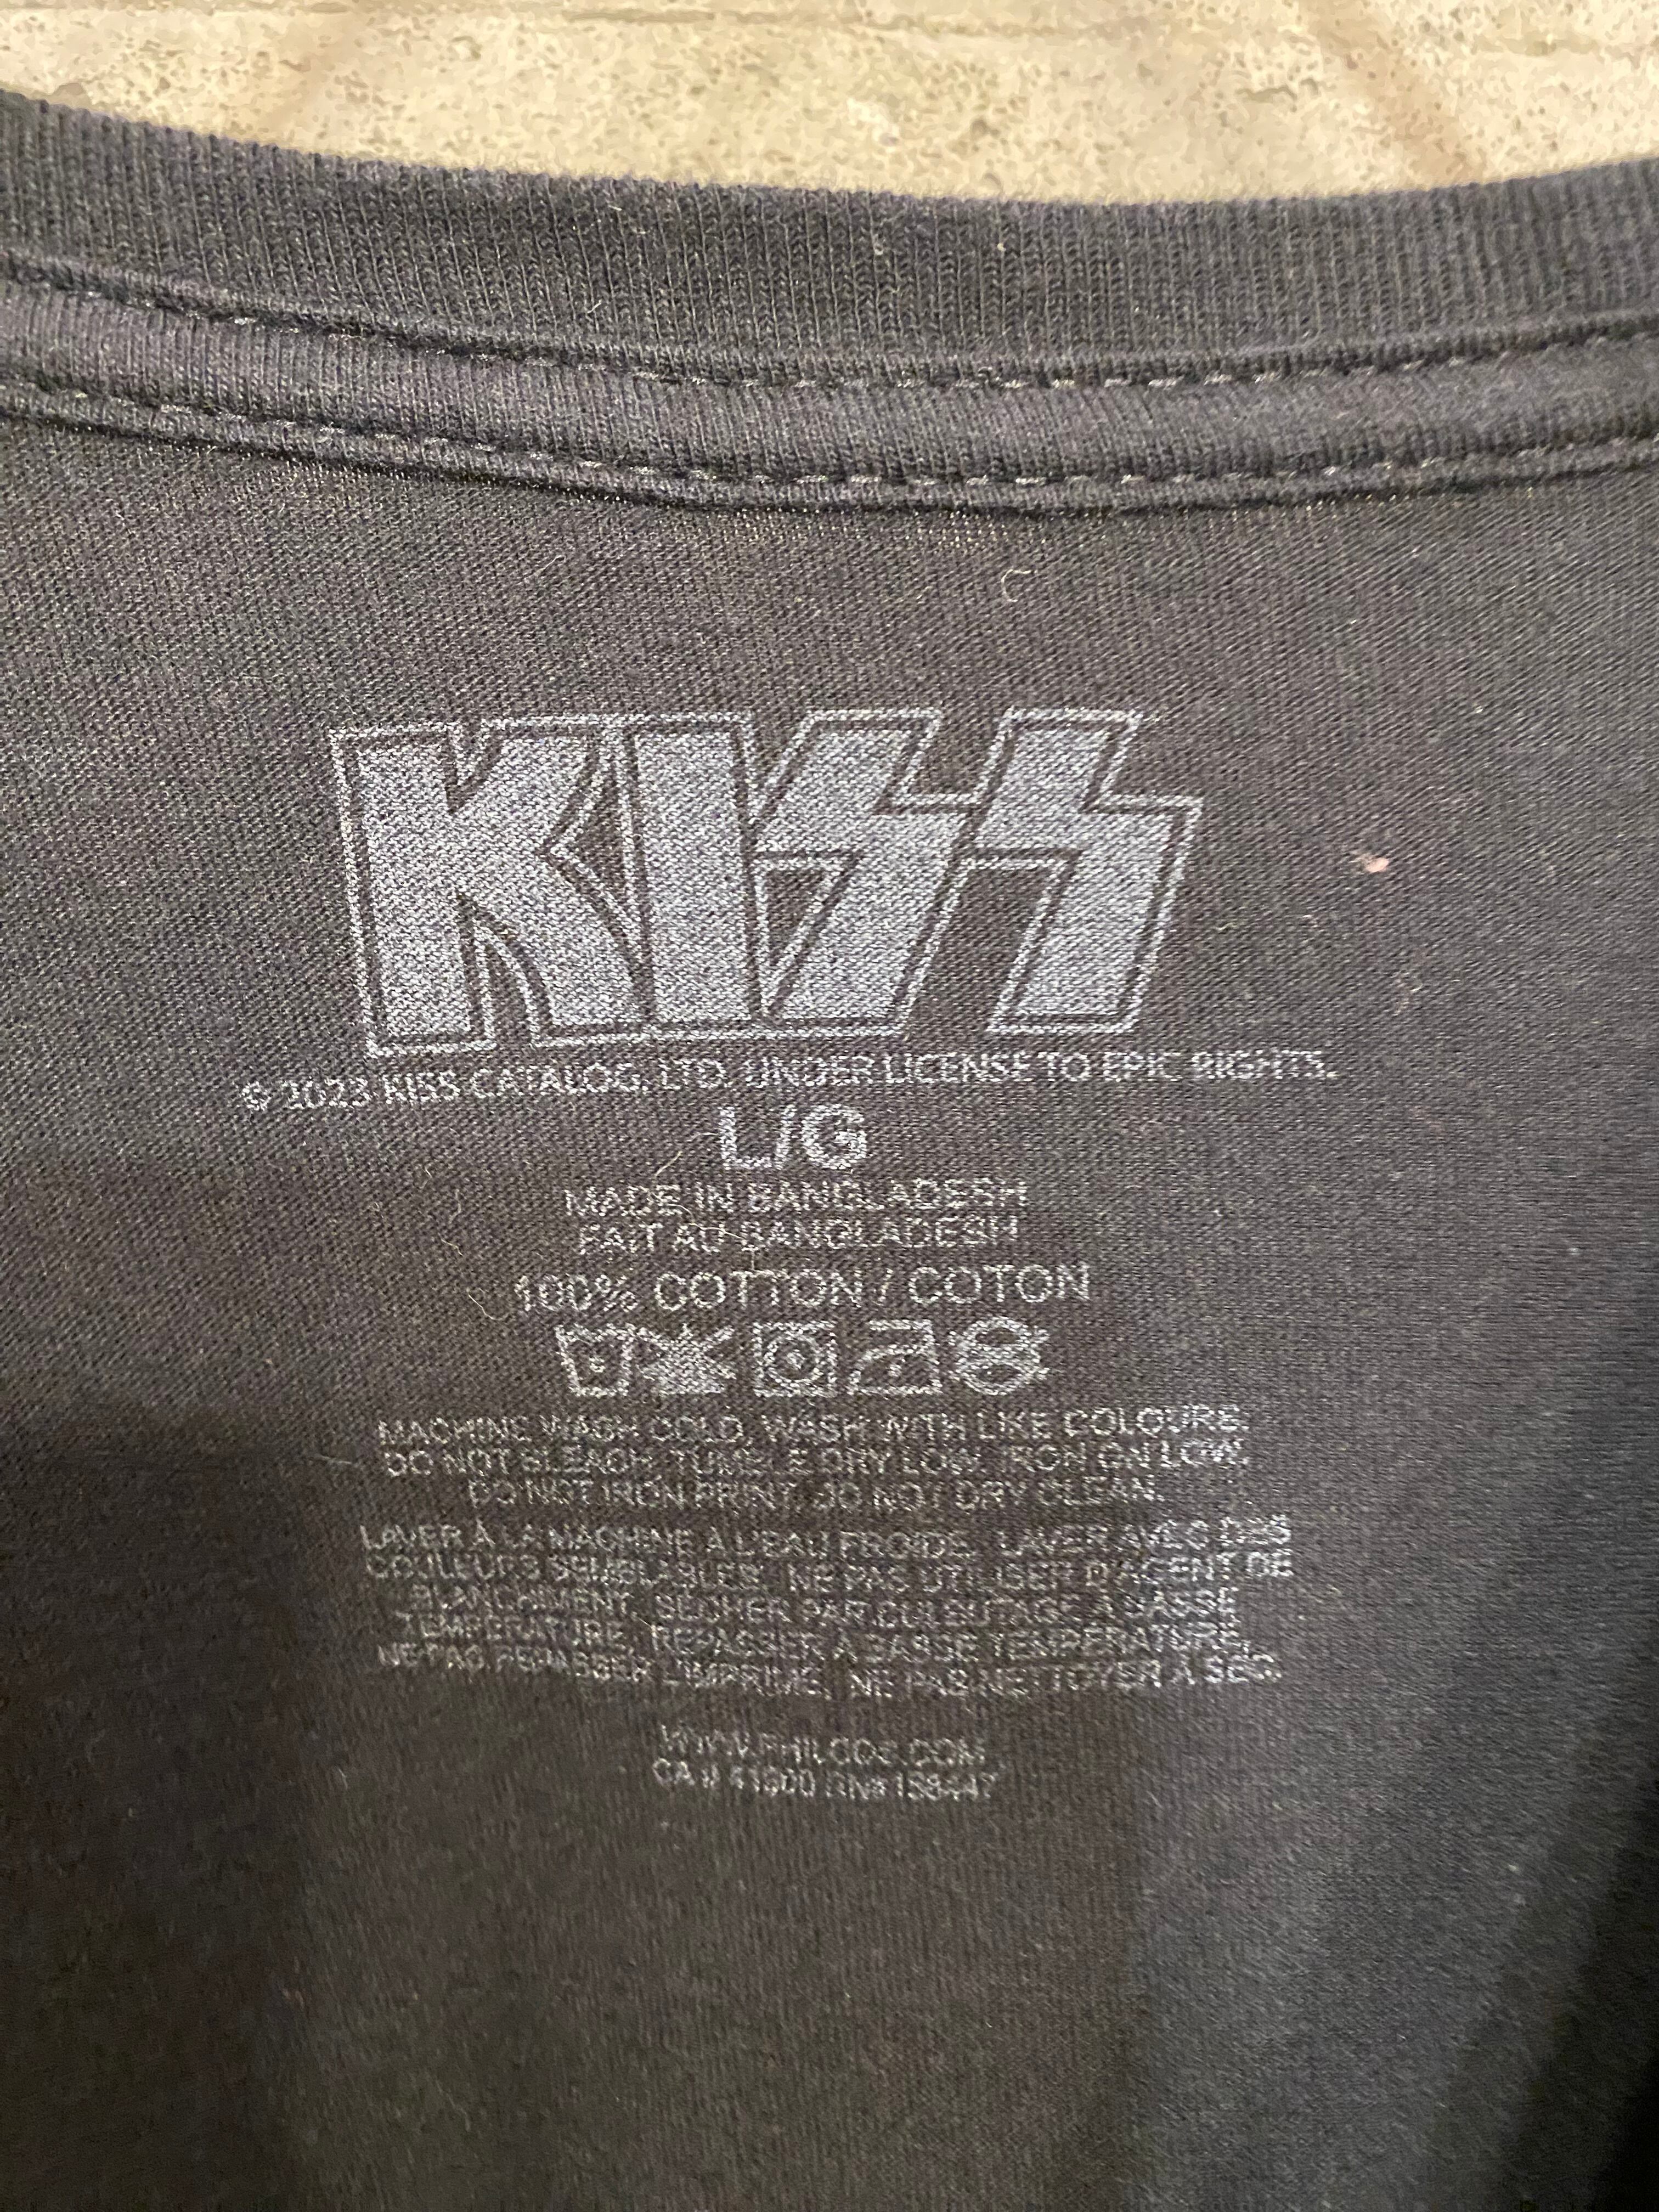 KISS
© 2023 KISS CATALOG, LTD. UNDER LICENSE TO EPIC RIGHTS.
L/G
MADE IN BANGLADESH
FAIT AU BANGLADESH
100% COTTON / COTON
MACHINE WASH COLD, WASH WITH LIKE COLOURS.
DO NOT BLEACH. TUMBLE DRY LOW. IRON ON LOW.
DO NOT IRON PRINT. DO NOT DRY CLEAN.
LAVER À LA MACHINE À L'EAU FROIDE. LAVER AVEC DES
COULEURS SEMBLABLES. NE PAS UTILISER D'AGENT DE
BLANCHIMENT. SÉCHER PAR CULBUTAGE À BASSE
TEMPÉRATURE. REPASSER À BASSE TEMPÉRATURE.
NE PAS REPASSER L'IMPRIMÉ. NE PAS NETTOYER À SEC.
CA #